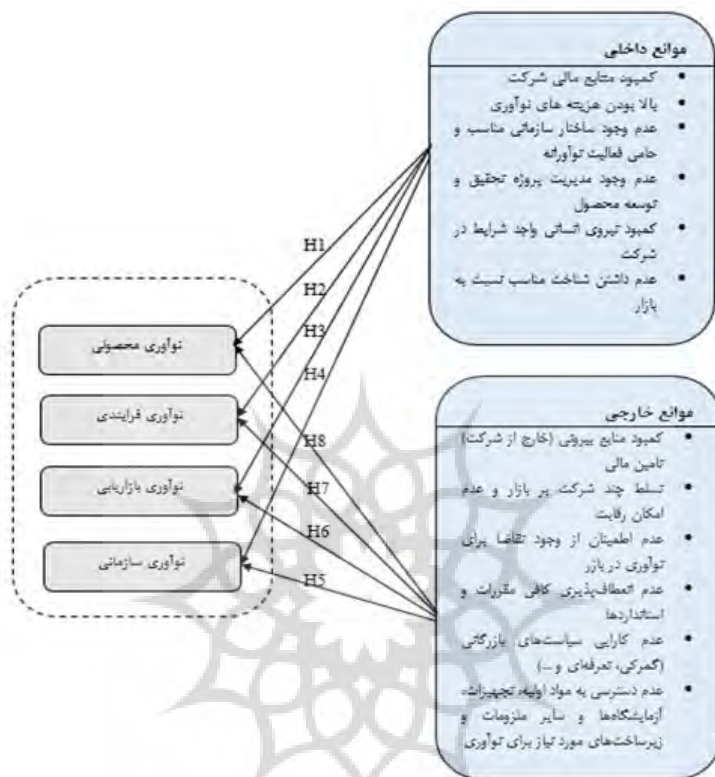 موانع داخلی
• کمبود منابع مالی شرکت
• بالا بودن هزینه های نوآوری
• عدم وجود ساختار سازمانی مناسب و
حامی فعالیت نوآورانه
• عدم وجود مدیریت پروژه تحقیق و
توسعه محصول
• کمبود نیروی انسانی واجد شرایط در
شرکت
• عدم داشتن شناخت مناسب نسبت به
بازار
H1
H2
H3
H4
نوآوری محصولی
نوآوری فرایندی
نوآوری بازاریابی
نوآوری سازمانی
H8
H7
H6
H5
موانع خارجی
• کمبود منابع بیرونی (خارج از شرکت)
تامین مالی
• تسلط چند شرکت بر بازار و عدم
امکان رقابت
• عدم اطمینان از وجود تقاضا برای
نوآوری در بازر
• عدم انعطاف‌پذیری کافی مقررات و
استانداردها
• عدم کارایی سیاست‌های بازرگانی
(گمرکی، تعرفه‌ای و ...)
• عدم دسترسی به مواد اولیه، تجهیزات،
آزمایشگاه‌ها و سایر ملزومات و
زیرساخت‌های مورد نیاز برای نوآوری